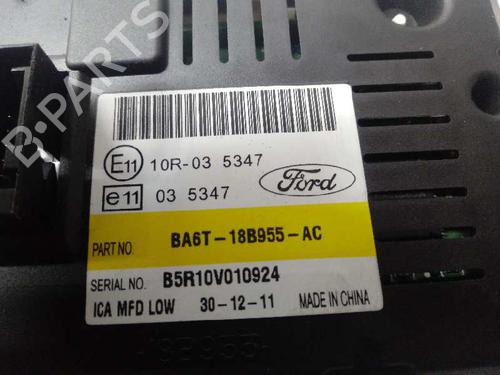 E11 10R-03 5347
e11 03 5347
Ford
PART NO. BA6T-18B955-AC
SERIAL NO. B5R10V010924
ICA MFD LOW 30-12-11 MADE IN CHINA
B-PARTS